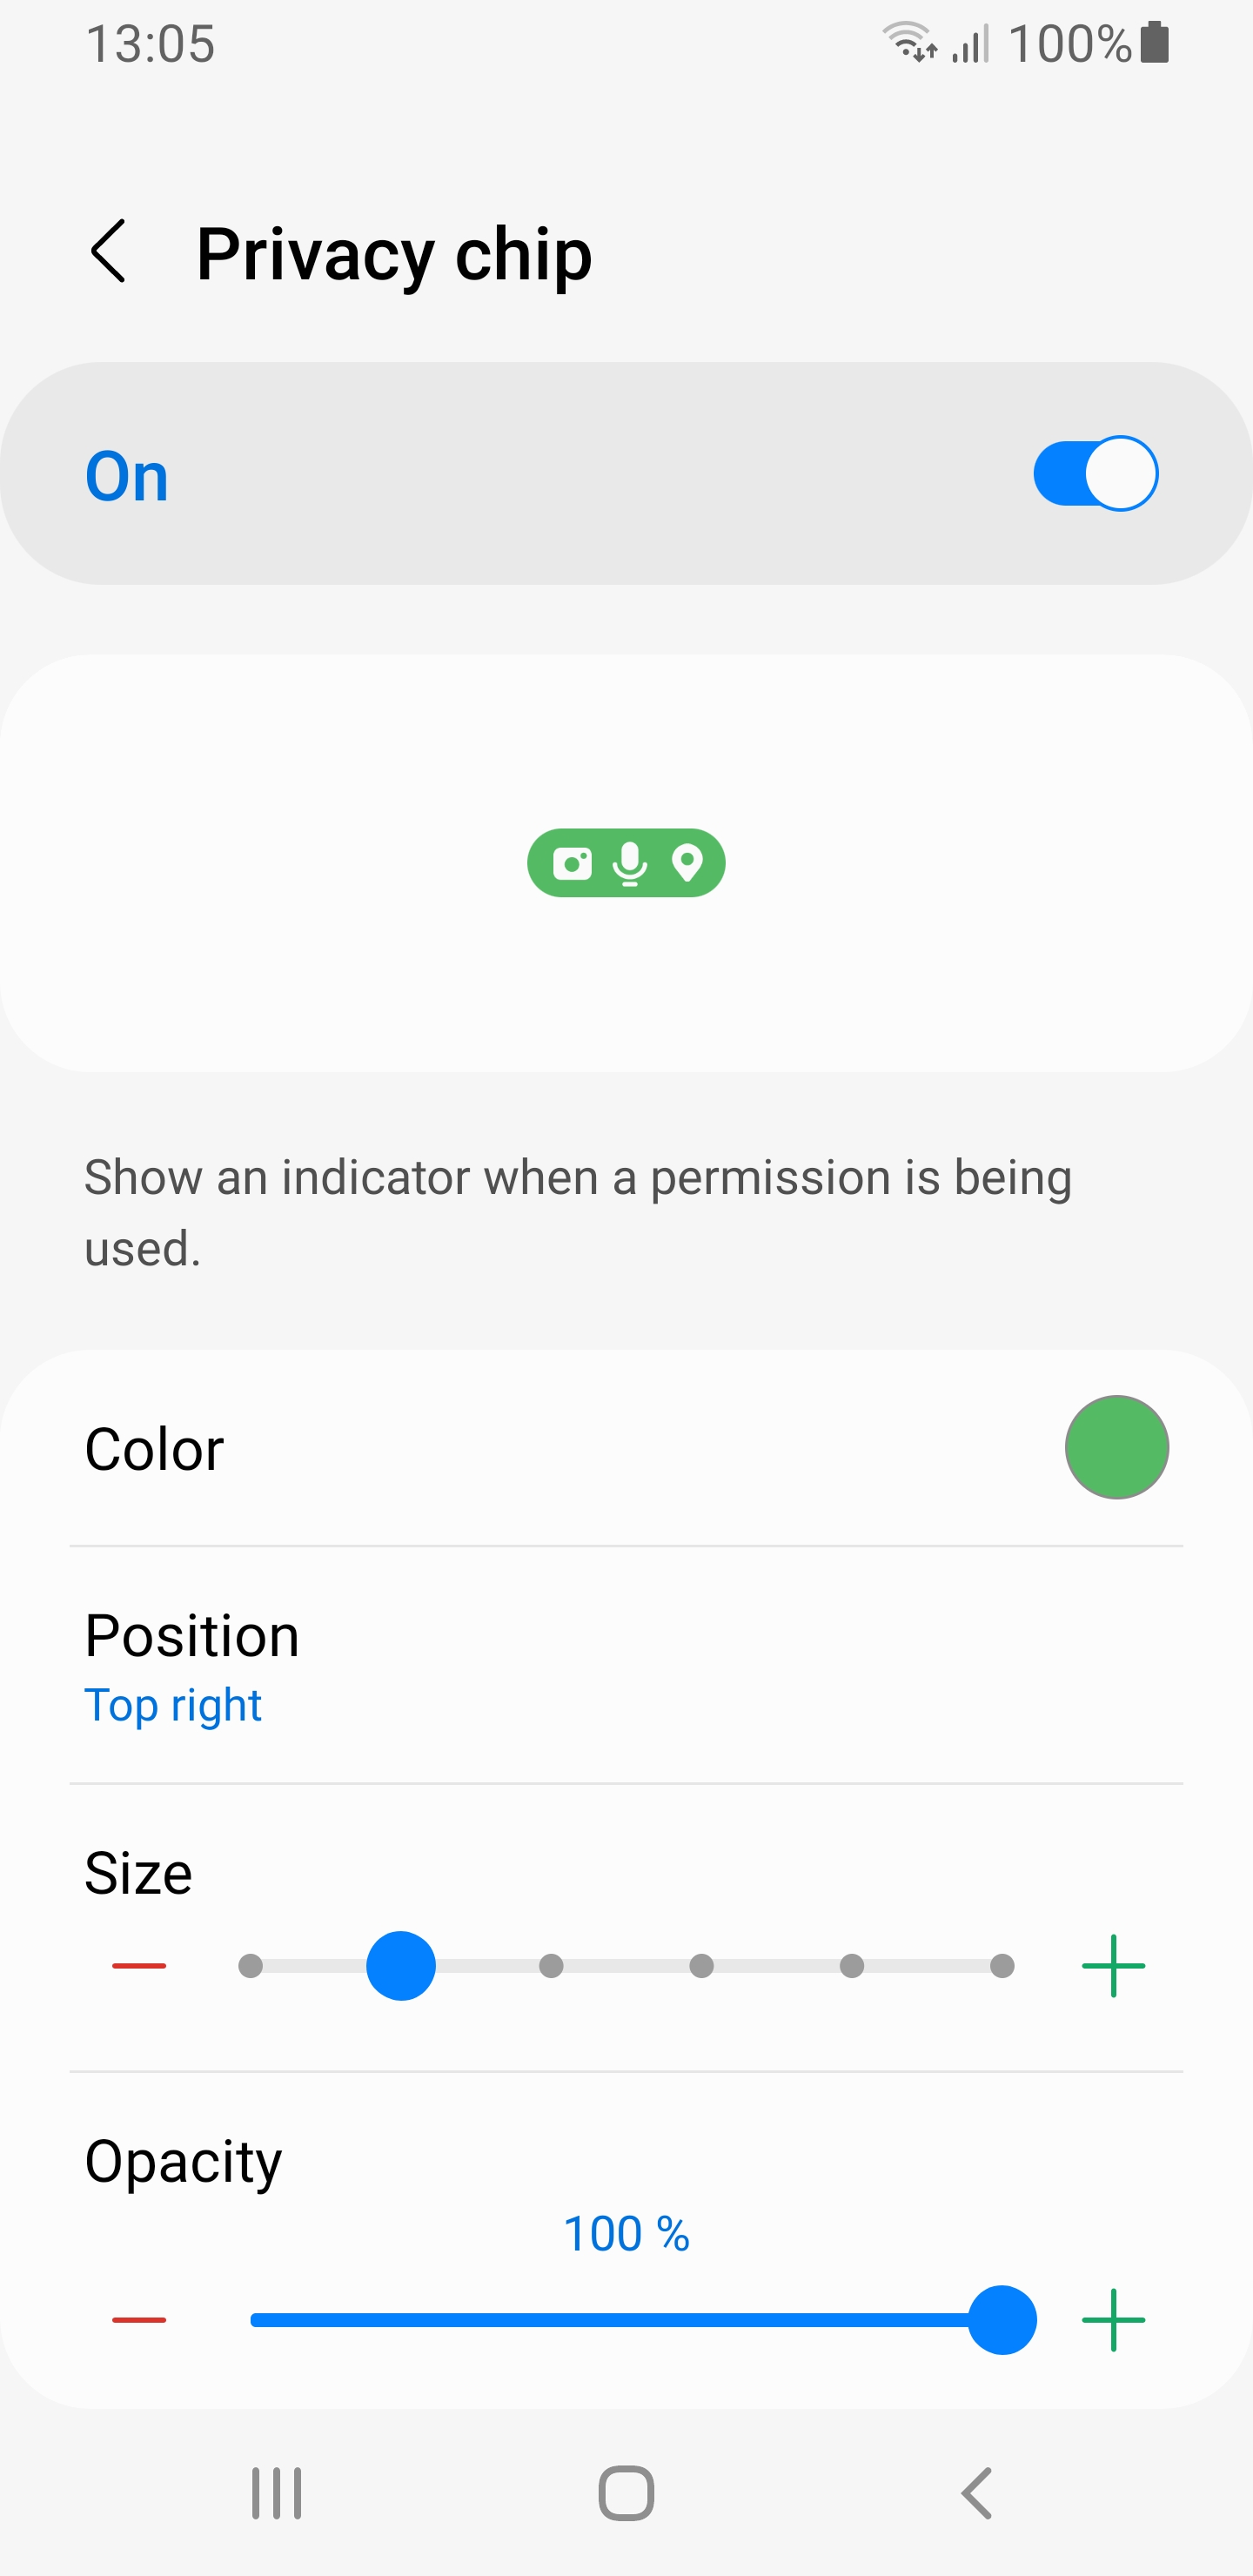 13:05
100%
Privacy chip
On
Show an indicator when a permission is being
used.
Color
Position
Top right
Size
Opacity
100 %